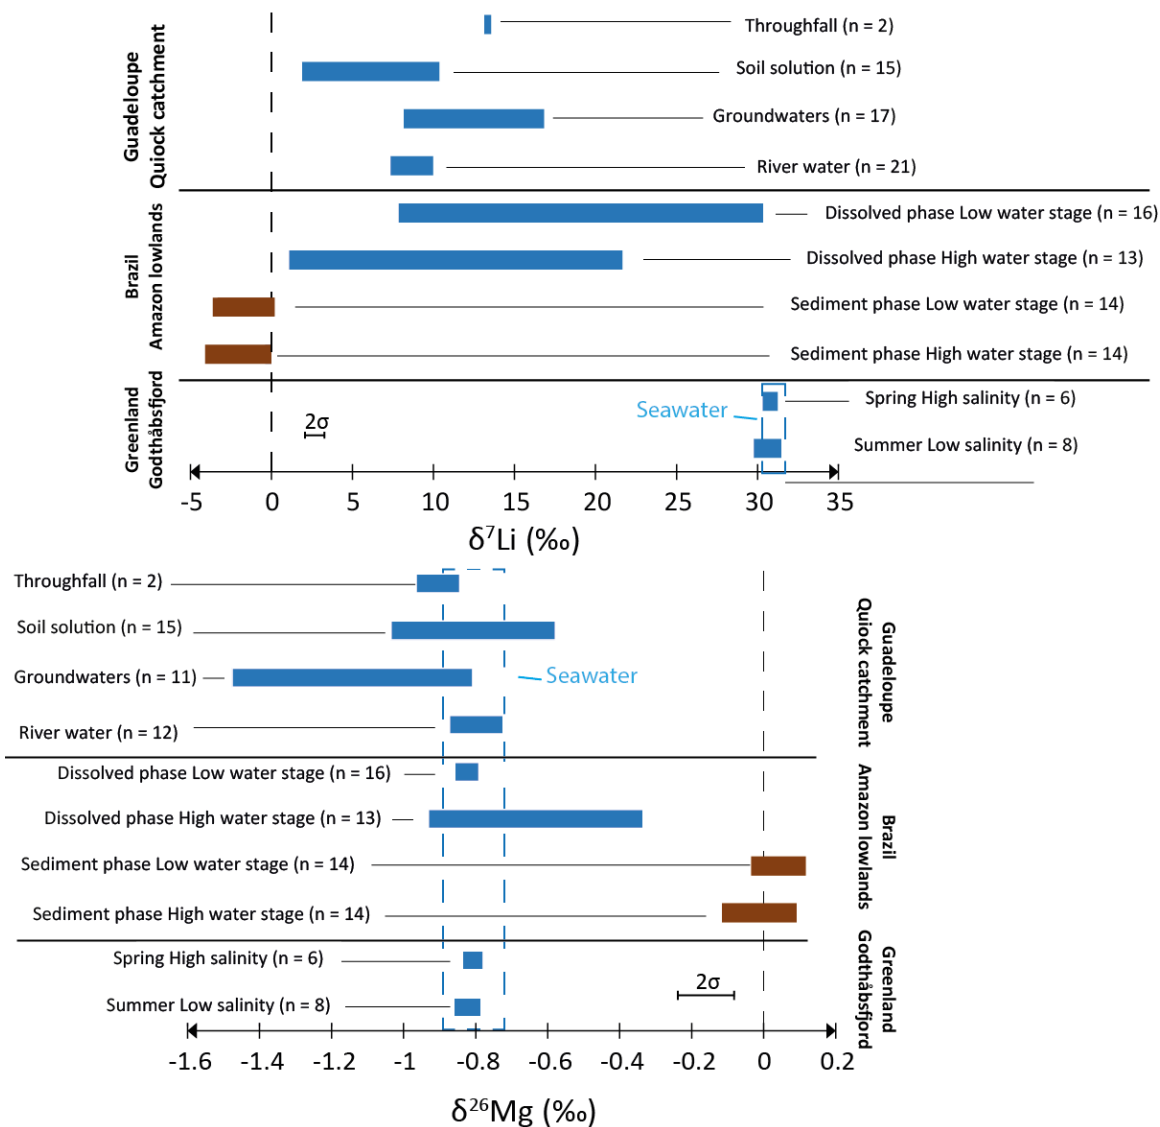 Guadeloupe
Quiock catchment
Throughfall (n = 2)
Soil solution (n = 15)
Groundwaters (n = 17)
River water (n = 21)
Brazil
Amazon lowlands
Dissolved phase Low water stage (n = 16)
Dissolved phase High water stage (n = 13)
Sediment phase Low water stage (n = 14)
Sediment phase High water stage (n = 14)
Greenland
Godthåbsfjord
Spring High salinity (n = 6)
Seawater
2σ
Summer Low salinity (n = 8)
-5 0 5 10 15 20 25 30 35
δ⁷Li (‰)
Throughfall (n = 2)
Soil solution (n = 15)
Groundwaters (n = 11)
Seawater
River water (n = 12)
Guadeloupe
Quiock catchment
Dissolved phase Low water stage (n = 16)
Dissolved phase High water stage (n = 13)
Sediment phase Low water stage (n = 14)
Sediment phase High water stage (n = 14)
Brazil
Amazon lowlands
Spring High salinity (n = 6)
2σ
Summer Low salinity (n = 8)
Greenland
Godthåbsfjord
-1.6 -1.2 -1 -0.8 -0.6 -0.4 -0.2 0 0.2
δ²⁶Mg (‰)